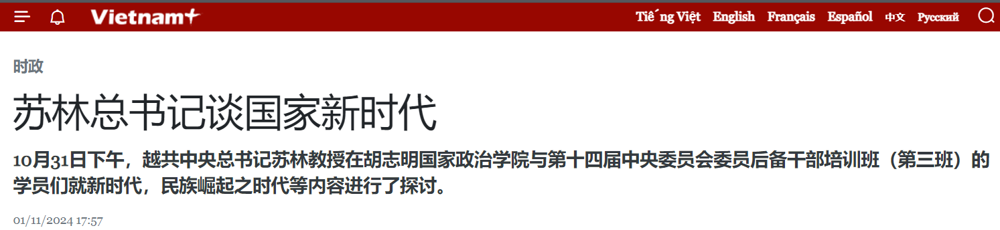 Vietnam+ Tiếng Việt English Français Español 中文 Русский
时政
苏林总书记谈国家新时代
10月31日下午，越共中央总书记苏林教授在胡志明国家政治学院与第十四届中央委员会委员后备干部培训班（第三班）的
学员们就新时代，民族崛起之时代等内容进行了探讨。
01/11/2024 17:57